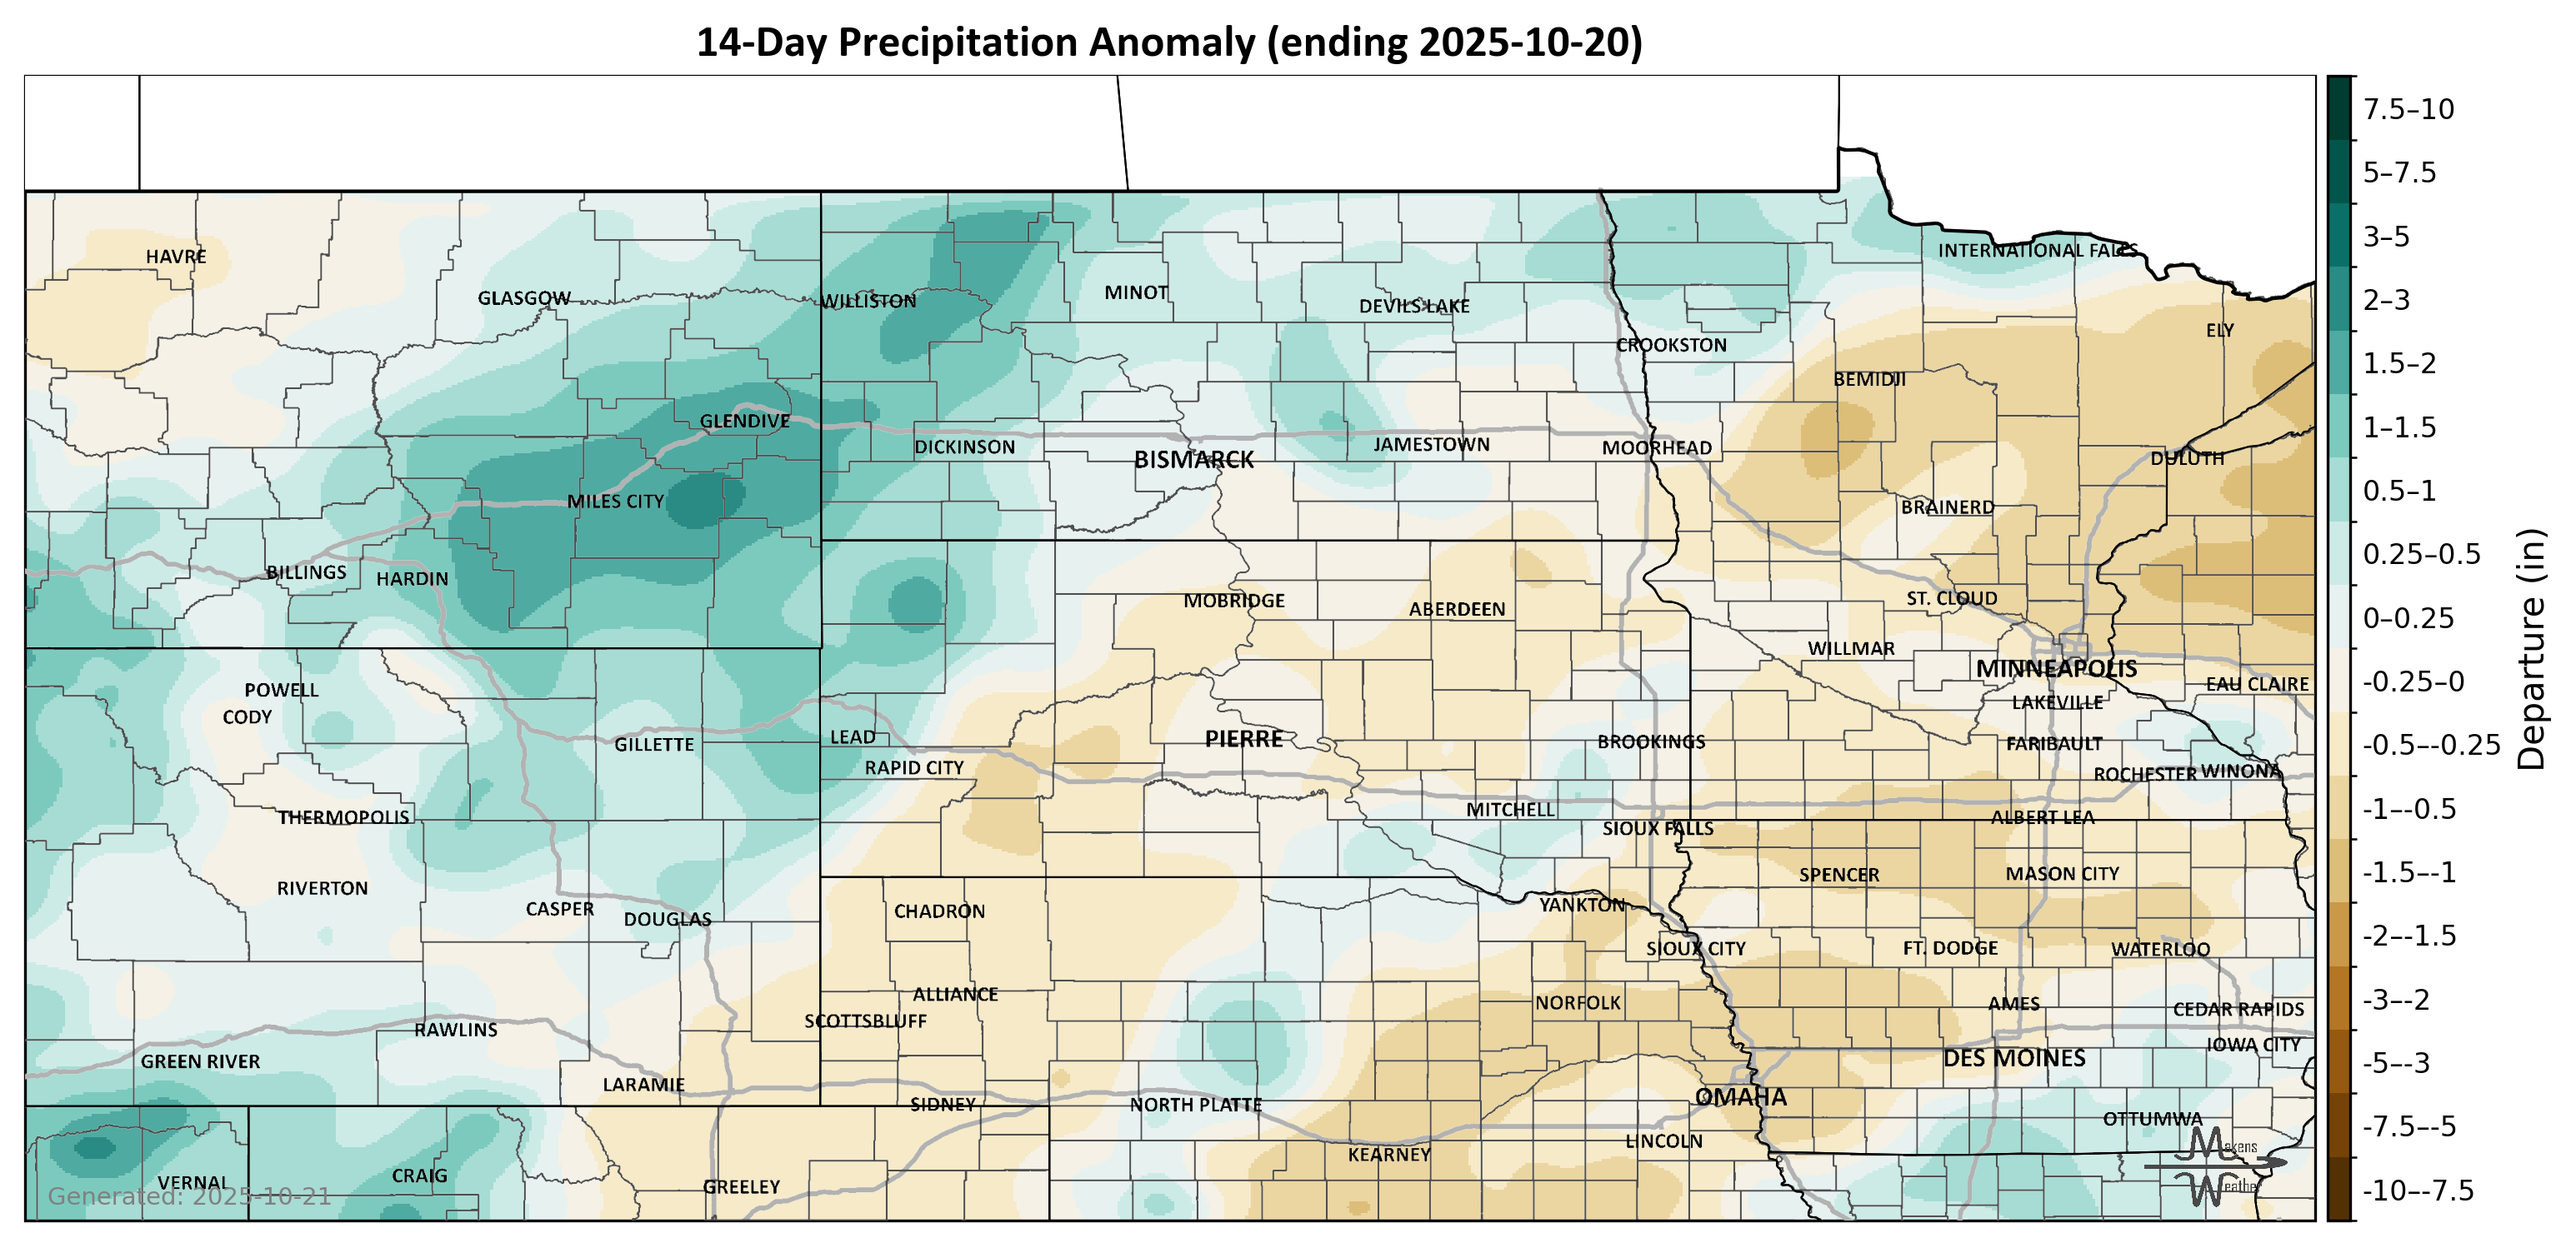 14-Day Precipitation Anomaly (ending 2025-10-20)
HAVRE
INTERNATIONAL FALLS
GLASGOW
WILLISTON
MINOT
DEVILS LAKE
ELY
CROOKSTON
BEMIDJI
GLENDIVE
DICKINSON
BISMARCK
JAMESTOWN
MOORHEAD
DULUTH
MILES CITY
BRAINERD
BILLINGS
HARDIN
MOBRIDGE
ABERDEEN
ST. CLOUD
WILLMAR
MINNEAPOLIS
POWELL
EAU CLAIRE
CODY
LAKEVILLE
GILLETTE
LEAD
PIERRE
BROOKINGS
FARIBAULT
RAPID CITY
ROCHESTER
WINONA
THERMOPOLIS
MITCHELL
ALBERT LEA
SIOUX FALLS
RIVERTON
SPENCER
MASON CITY
CASPER
DOUGLAS
CHADRON
YANKTON
SIOUX CITY
FT. DODGE
WATERLOO
ALLIANCE
NORFOLK
AMES
CEDAR RAPIDS
SCOTTSBLUFF
RAWLINS
GREEN RIVER
DES MOINES
IOWA CITY
LARAMIE
SIDNEY
NORTH PLATTE
OMAHA
OTTUMWA
LINCOLN
KEARNEY
VERNAL
CRAIG
GREELEY
Generated: 2025-10-21
Makens
Weather
7.5–10
5–7.5
3–5
2–3
1.5–2
1–1.5
0.5–1
0.25–0.5
0–0.25
-0.25–0
-0.5–-0.25
-1–-0.5
-1.5–-1
-2–-1.5
-3–-2
-5–-3
-7.5–-5
-10–-7.5
Departure (in)